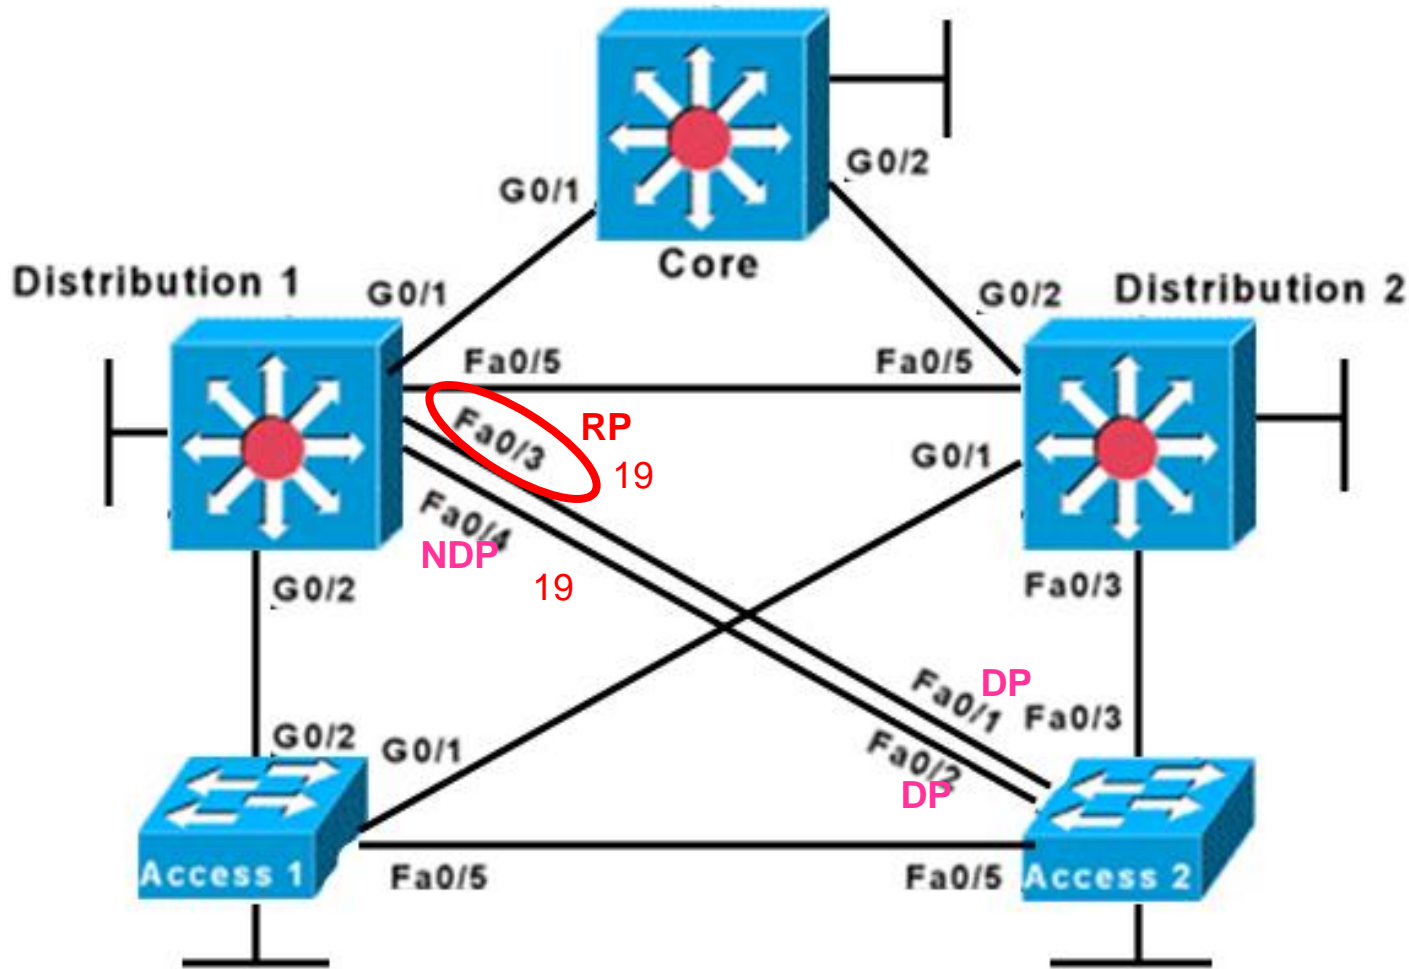 G0/2
G0/1
Core
Distribution 1
G0/1
G0/2
Distribution 2
Fa0/5
Fa0/5
Fa0/3
RP
19
G0/1
Fa0/4
NDP
19
G0/2
Fa0/3
Fa0/1
DP
Fa0/3
G0/2
G0/1
Fa0/2
DP
Access 1
Fa0/5
Fa0/5
Access 2